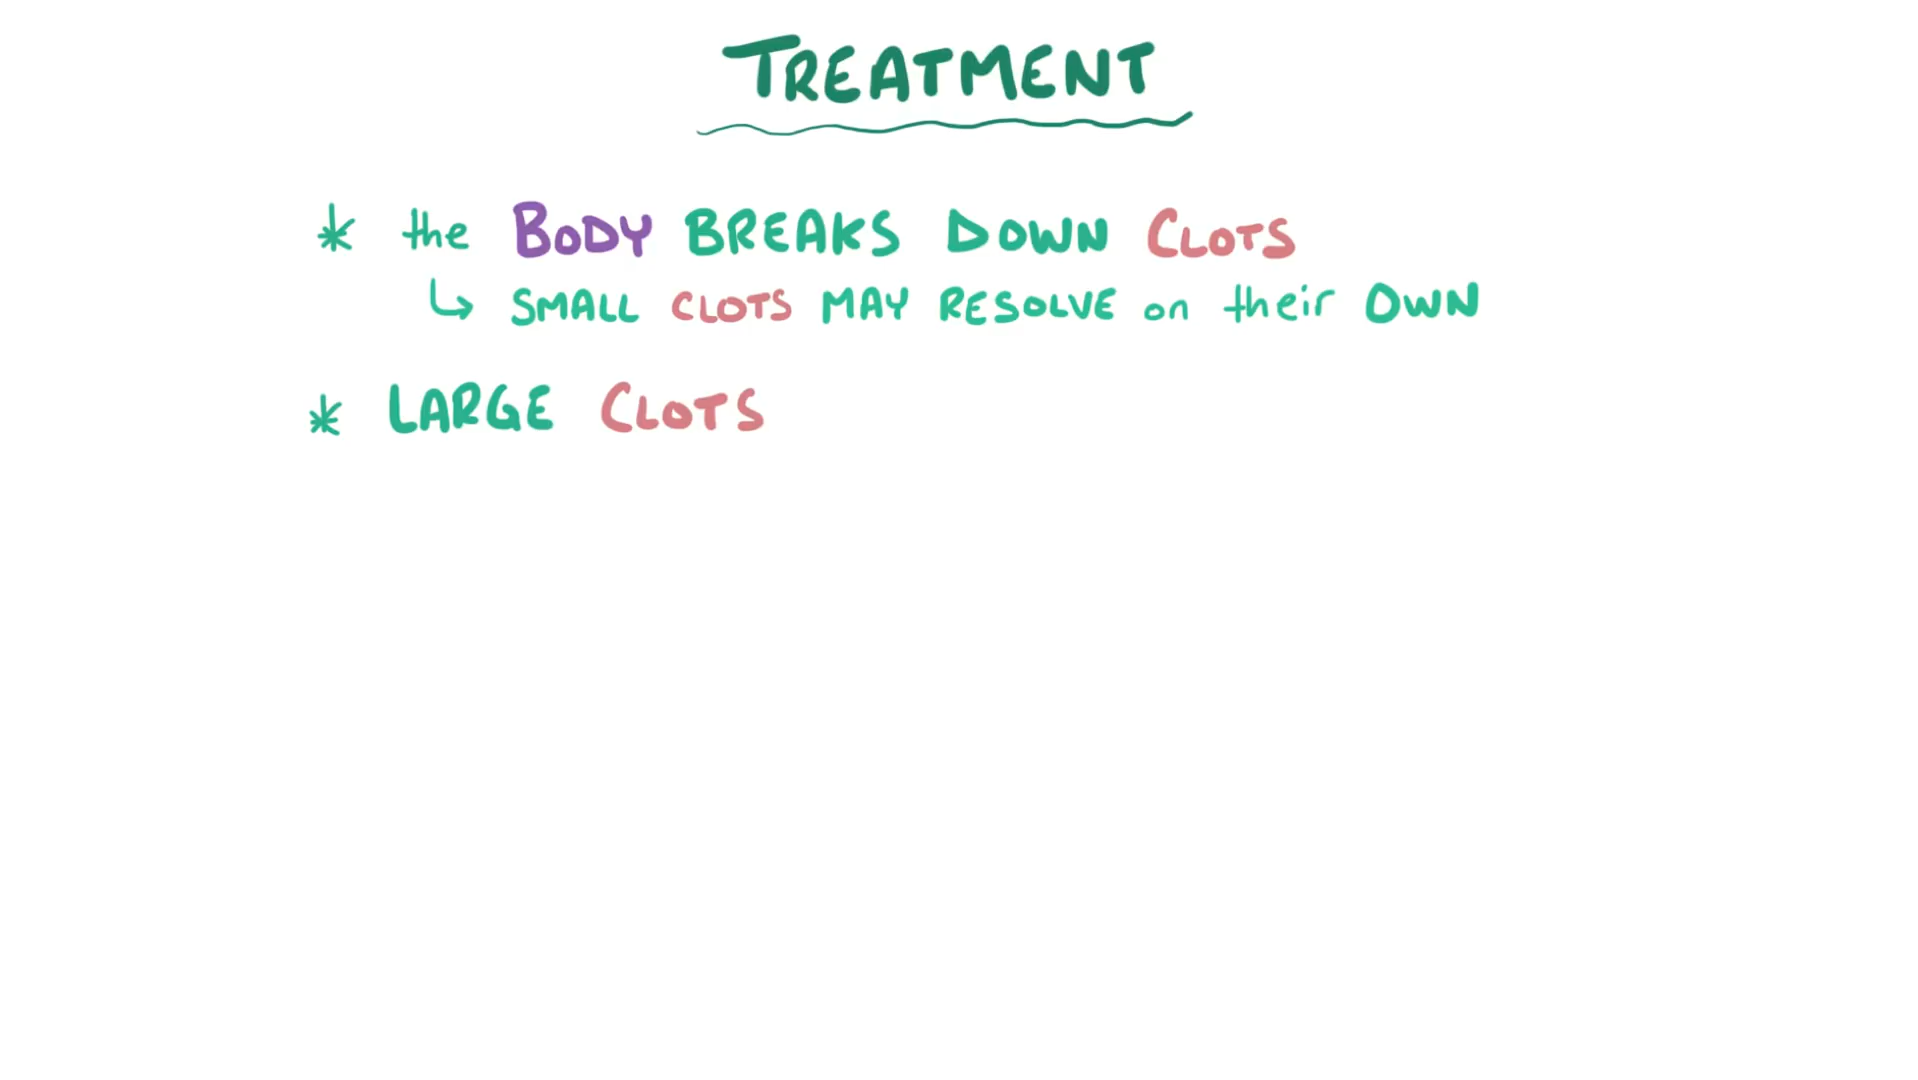 TREATMENT
* the BODY BREAKS DOWN CLOTS
↳ SMALL CLOTS MAY RESOLVE on their OWN
* LARGE CLOTS